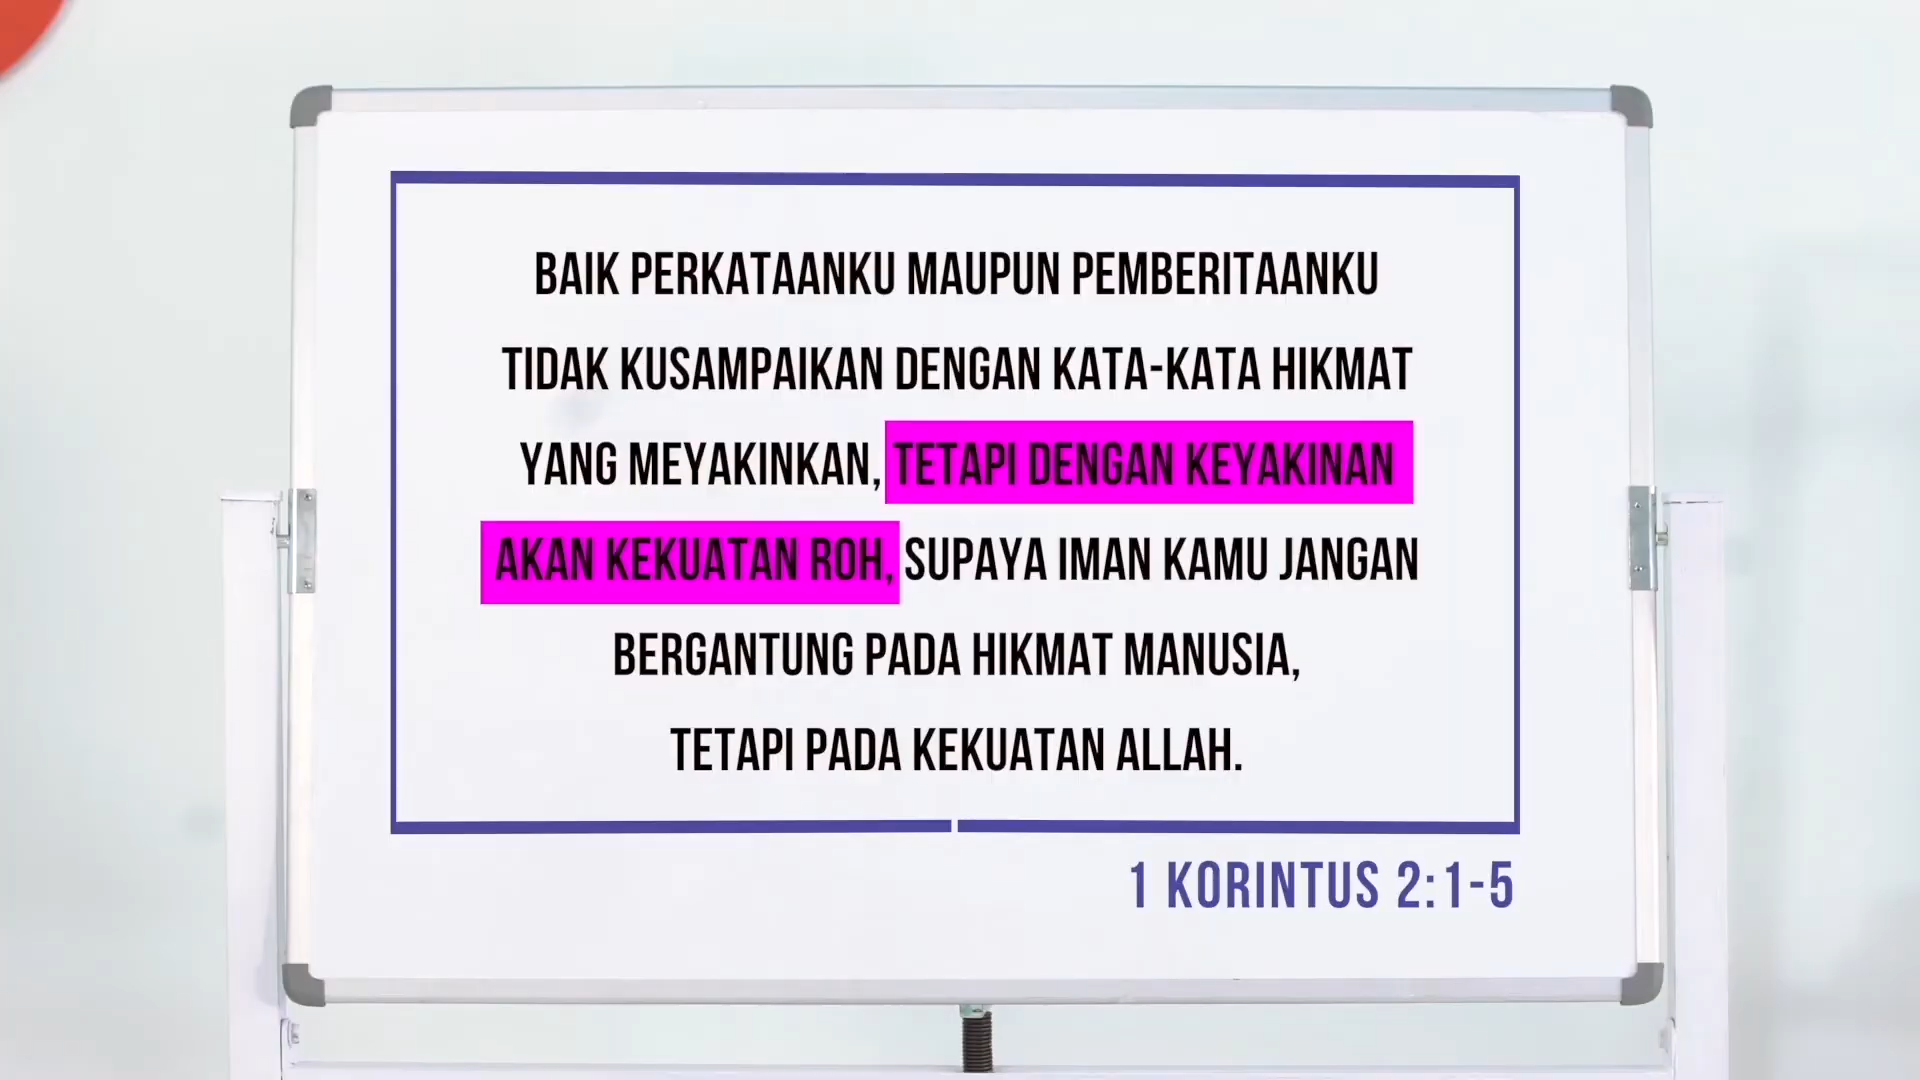 BAIK PERKATAANKU MAUPUN PEMBERITAANKU
TIDAK KUSAMPAIKAN DENGAN KATA-KATA HIKMAT
YANG MEYAKINKAN, TETAPI DENGAN KEYAKINAN
AKAN KEKUATAN ROH, SUPAYA IMAN KAMU JANGAN
BERGANTUNG PADA HIKMAT MANUSIA,
TETAPI PADA KEKUATAN ALLAH.
1 KORINTUS 2:1-5